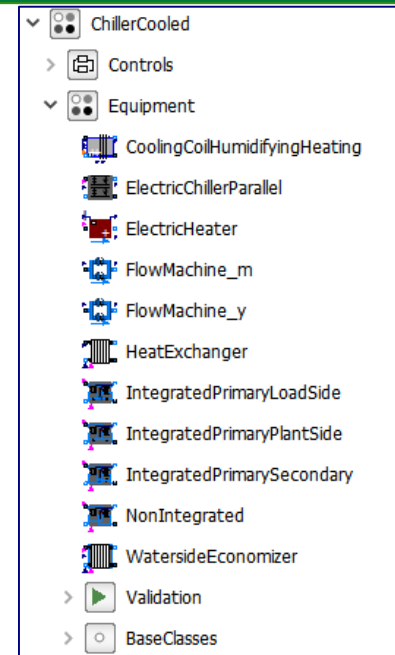 ChillerCooled
Controls
Equipment
CoolingCoilHumidifyingHeating
ElectricChillerParallel
ElectricHeater
FlowMachine_m
FlowMachine_y
HeatExchanger
IntegratedPrimaryLoadSide
IntegratedPrimaryPlantSide
IntegratedPrimarySecondary
NonIntegrated
WatersideEconomizer
Validation
BaseClasses